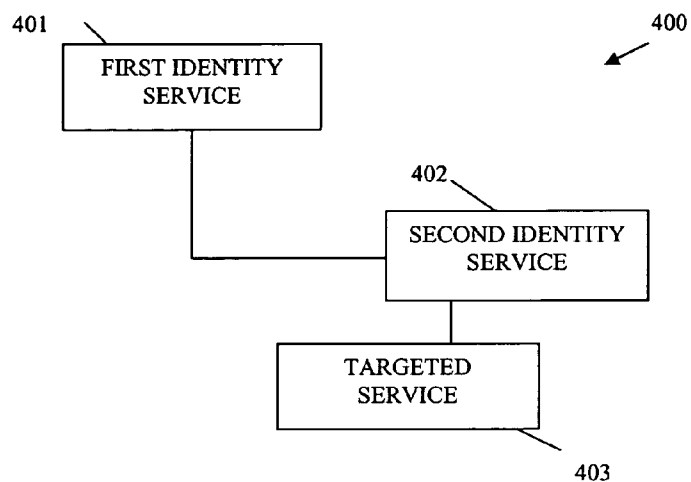 401
400
FIRST IDENTITY
SERVICE
402
SECOND IDENTITY
SERVICE
TARGETED
SERVICE
403